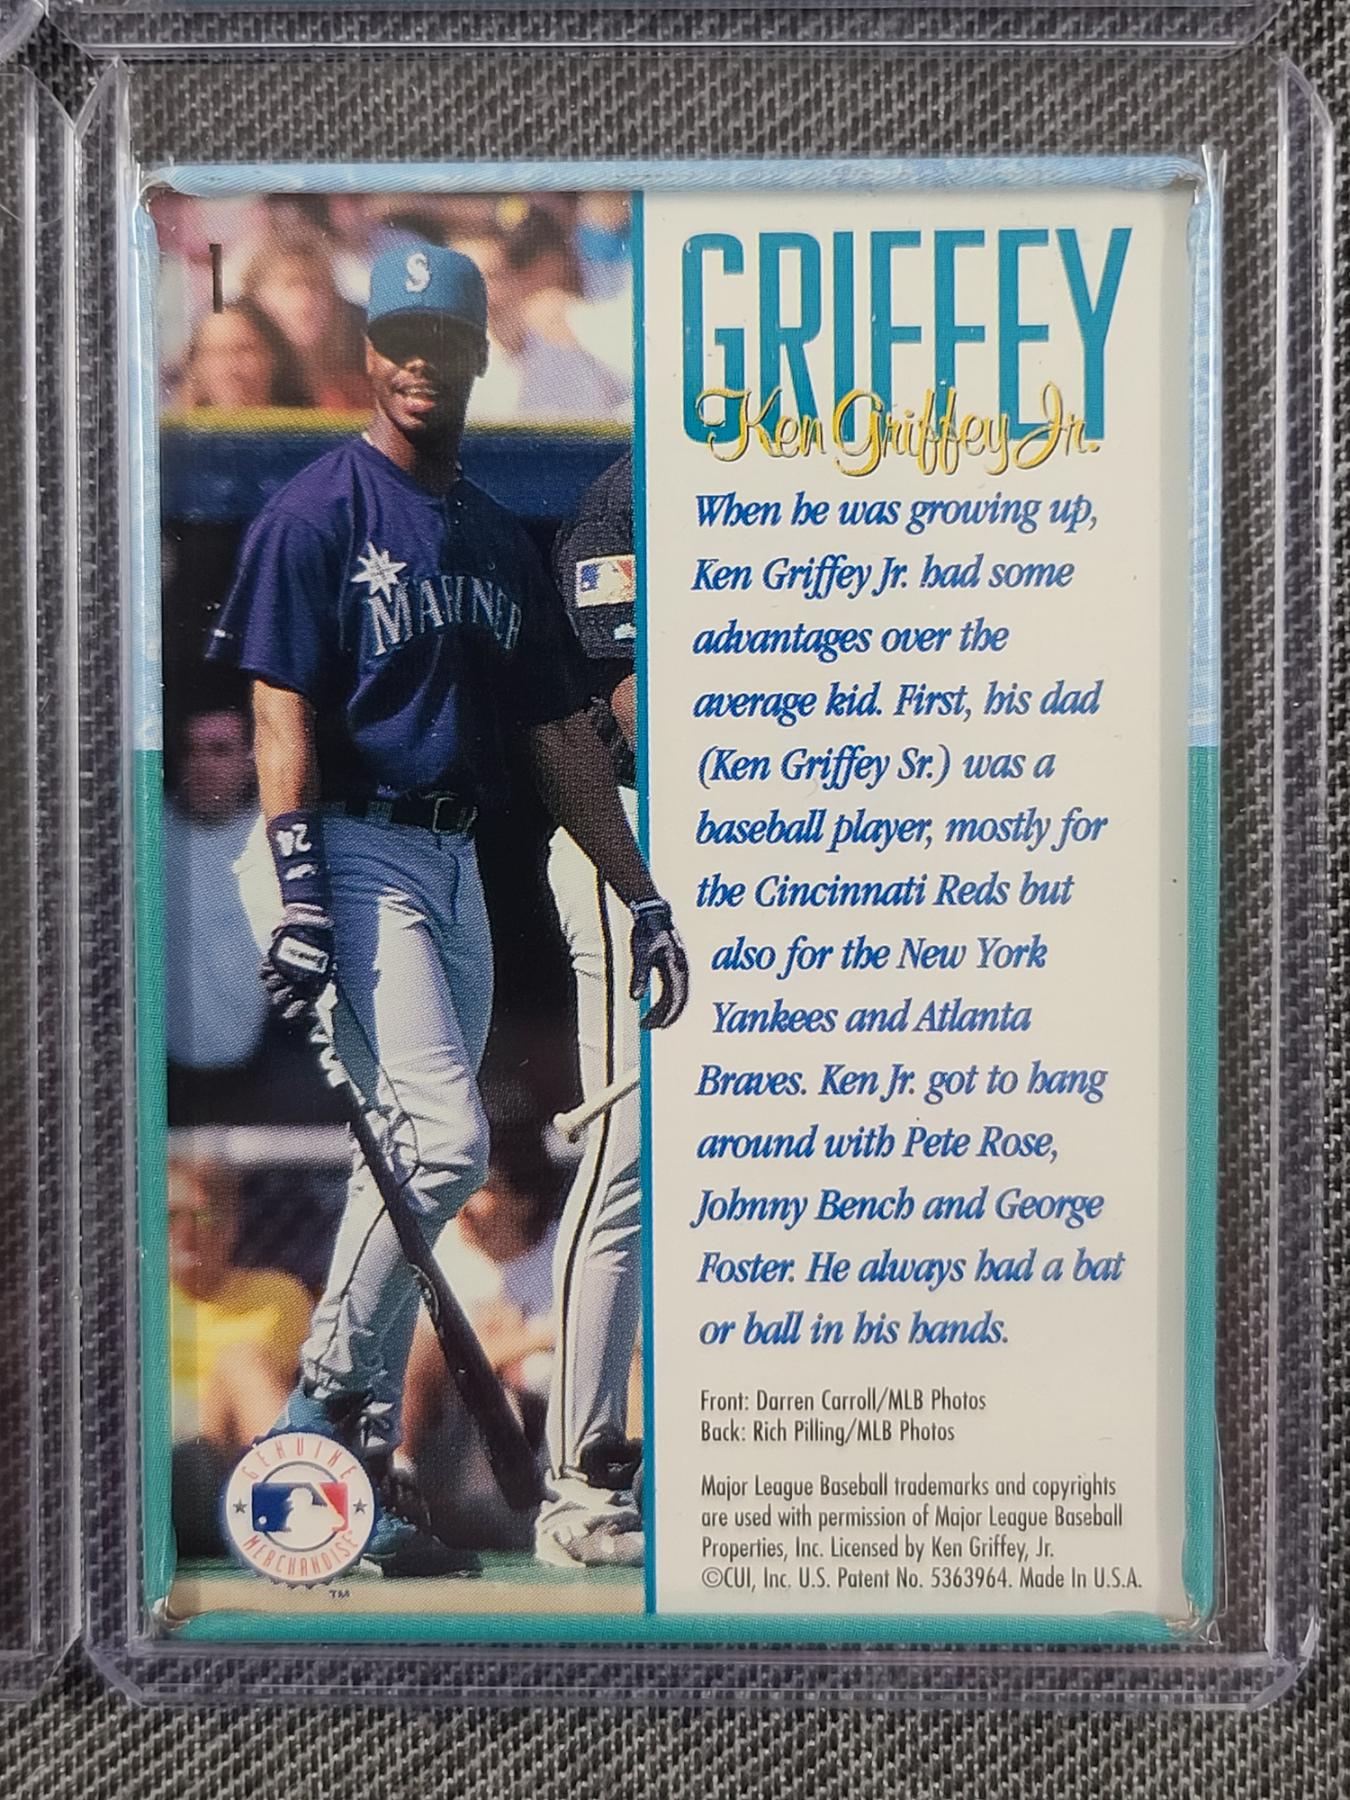 1
S
GRIFFEY
Ken Griffey Jr.
When he was growing up,
Ken Griffey Jr. had some
advantages over the
average kid. First, his dad
(Ken Griffey Sr.) was a
baseball player, mostly for
the Cincinnati Reds but
also for the New York
Yankees and Atlanta
Braves. Ken Jr. got to hang
around with Pete Rose,
Johnny Bench and George
Foster. He always had a bat
or ball in his hands.
MARINER
24
Front: Darren Carroll/MLB Photos
Back: Rich Pilling/MLB Photos
Major League Baseball trademarks and copyrights
are used with permission of Major League Baseball
Properties, Inc. Licensed by Ken Griffey, Jr.
©CUI, Inc. U.S. Patent No. 5363964. Made In U.S.A.
GENUINE
MERCHANDISE
TM